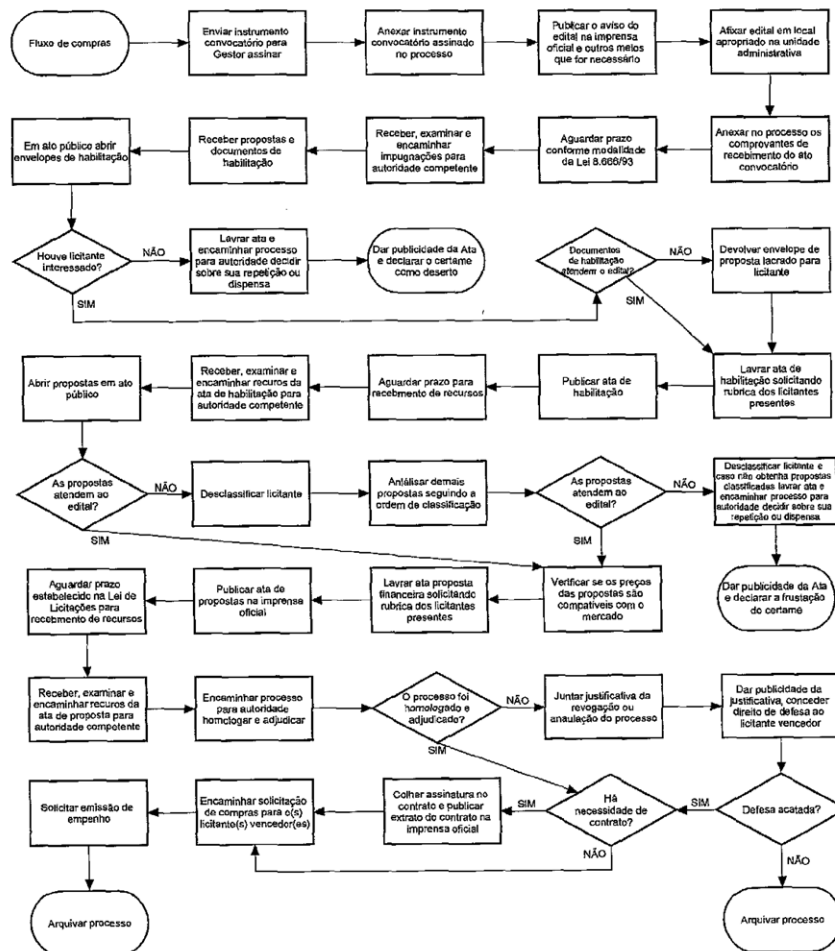 Fluxo de compras
Enviar instrumento
convocatório para
Gestor assinar
Anexar instrumento
convocatório assinado
no processo
Publicar o aviso do
edital na imprensa
oficial e outros meios
que for necessário
Afixar edital em local
apropriado na unidade
administrativa
Em ato público abrir
envelopes de habilitação
Receber propostas e
documentos de
habilitação
Receber, examinar e
encaminhar
impugnações para
autoridade competente
Aguardar prazo
conforme modalidade
da Lei 8.666/93
Anexar no processo os
comprovantes de
recebimento do ato
convocatório
Houve licitante
interessado?
NÃO
SIM
Lavrar ata e
encaminhar processo
para autoridade decidir
sobre sua repetição ou
dispensa
Dar publicidade da Ata
e declarar o certame
como deserto
Documentos
de habilitação
atendem o edital?
NÃO
SIM
Devolver envelope de
proposta lacrado para
licitante
Abrir propostas em ato
público
Receber, examinar e
encaminhar recuros da
ata de habilitação para
autoridade competente
Aguardar prazo para
recebmento de recursos
Publicar ata de
habilitação
Lavrar ata de
habilitação solicitando
rubrica dos licitantes
presentes
As propostas
atendem ao
edital?
NÃO
SIM
Desclassificar licitante
Antálisar demais
propostas seguindo a
ordem de classificação
As propostas
atendem ao
edital?
NÃO
SIM
Desclassificar licitante e
caso não obtenha propostas
classificadas lavrar ata e
encaminhar processo para
autoridade decidir sobre sua
repetição ou dispensa
Aguardar prazo
estabelecido na Lei de
Licitações para
recebmento de recursos
Publicar ata de
propostas na imprense
oficial
Lavrar ata proposta
financeira solicitando
rubrica dos licitantes
presentes
Verificar se os preços
das propostas são
compatíveis com o
mercado
Dar publicidade da Ata
e declarar a frustação
do certame
Receber, examinar e
encaminhar recuros da
ata de proposta para
autoridade competente
Encaminhar processo
para autoridade
homologar e adjudicar
O processo foi
homologado e
adjudicado?
NÃO
SIM
Juntar justificativa da
revogação ou
anaulação do processo
Dar publicidade da
justificativa, conceder
direito de defesa ao
licitante vencedor
Solicitar emissão de
empenho
Encaminhar solicitação
de compras para o(s)
licitante(s) vencedor(es)
Colher assinatura no
contrato e publicar
extrato do contrato na
imprensa oficial
SIM
Há
necessidade de
contrato?
NÃO
SIM
Defesa acatada?
NÃO
Arquivar processo
Arquivar processo